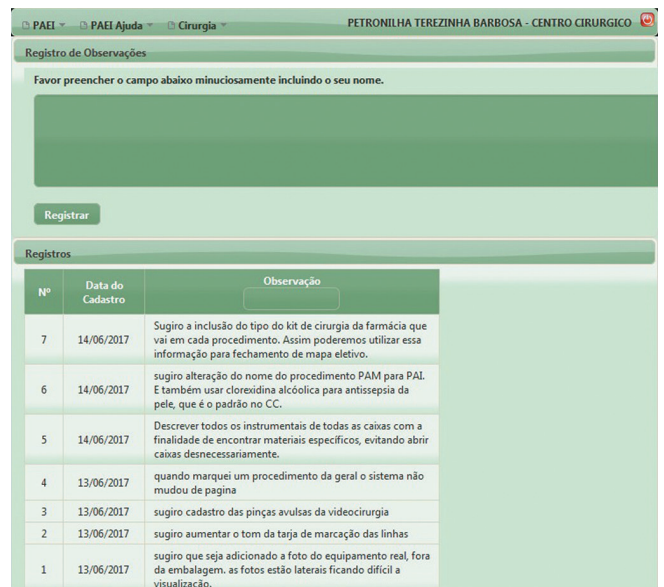 PAEI PAEI Ajuda Cirurgia PETRONILHA TEREZINHA BARBOSA - CENTRO CIRURGICO
Registro de Observações
Favor preencher o campo abaixo minuciosamente incluindo o seu nome.
Registrar
Registros
Nº Data do Cadastro Observação
7 14/06/2017 Sugiro a inclusão do tipo do kit de cirurgia da farmácia que
vai em cada procedimento. Assim poderemos utilizar essa
informação para fechamento de mapa eletivo.
6 14/06/2017 sugiro alteração do nome do procedimento PAM para PAI.
E também usar clorexidina alcóolica para antissepsia da
pele, que é o padrão no CC.
5 14/06/2017 Descrever todos os instrumentais de todas as caixas com a
finalidade de encontrar materiais específicos, evitando abrir
caixas desnecessariamente.
4 13/06/2017 quando marquei um procedimento da geral o sistema não
mudou de pagina
3 13/06/2017 sugiro cadastro das pinças avulsas da videocirurgia
2 13/06/2017 sugiro aumentar o tom da tarja de marcação das linhas
1 13/06/2017 sugiro que seja adicionado a foto do equipamento real, fora
da embalagem. as fotos estão laterais ficando difícil a
visualização.